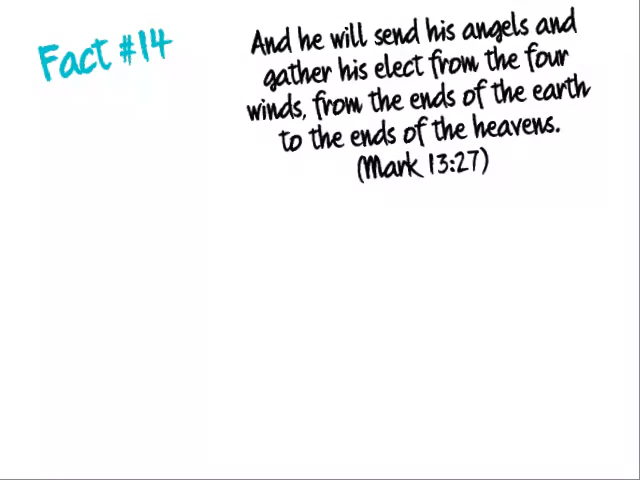 Fact #14
And he will send his angels and
gather his elect from the four
winds, from the ends of the earth
to the ends of the heavens.
(Mark 13:27)